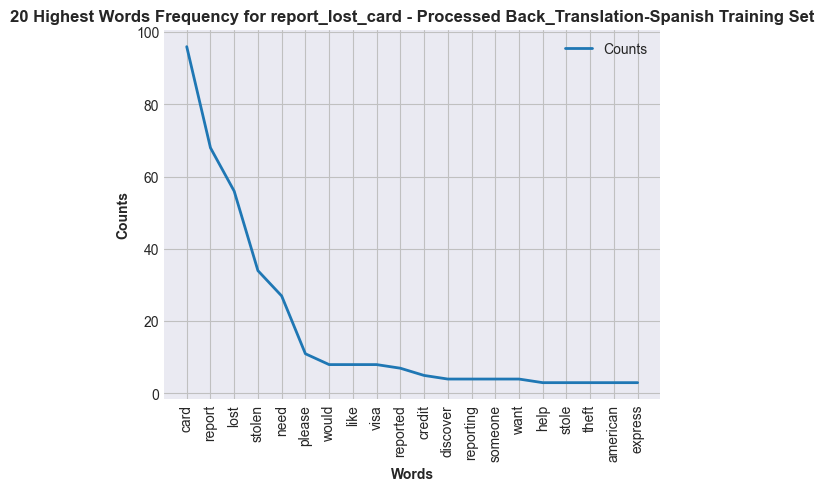 20 Highest Words Frequency for report_lost_card - Processed Back_Translation-Spanish Training Set
Counts
100
80
60
40
20
0
Counts
card
report
lost
stolen
need
please
would
like
visa
reported
credit
discover
reporting
someone
want
help
stole
theft
american
express
Words